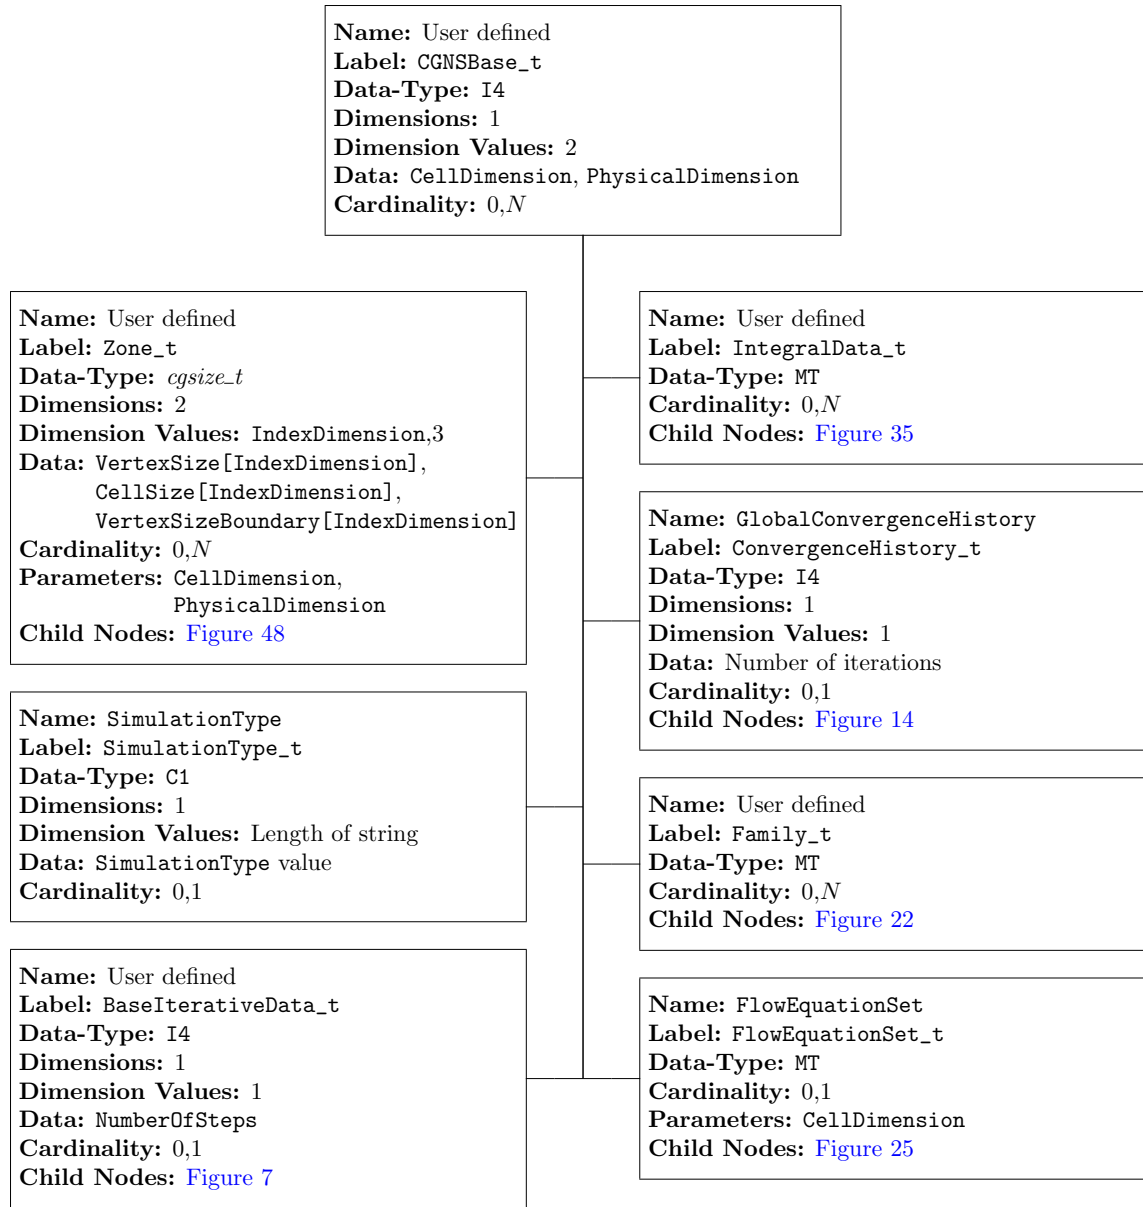 Name: User defined
Label: CGNSBase_t
Data-Type: I4
Dimensions: 1
Dimension Values: 2
Data: CellDimension, PhysicalDimension
Cardinality: 0,N
Name: User defined
Label: Zone_t
Data-Type: cgsize_t
Dimensions: 2
Dimension Values: IndexDimension,3
Data: VertexSize[IndexDimension],
CellSize[IndexDimension],
VertexSizeBoundary[IndexDimension]
Cardinality: 0,N
Parameters: CellDimension,
PhysicalDimension
Child Nodes: Figure 48
Name: SimulationType
Label: SimulationType_t
Data-Type: C1
Dimensions: 1
Dimension Values: Length of string
Data: SimulationType value
Cardinality: 0,1
Name: User defined
Label: BaseIterativeData_t
Data-Type: I4
Dimensions: 1
Dimension Values: 1
Data: NumberOfSteps
Cardinality: 0,1
Child Nodes: Figure 7
Name: User defined
Label: IntegralData_t
Data-Type: MT
Cardinality: 0,N
Child Nodes: Figure 35
Name: GlobalConvergenceHistory
Label: ConvergenceHistory_t
Data-Type: I4
Dimensions: 1
Dimension Values: 1
Data: Number of iterations
Cardinality: 0,1
Child Nodes: Figure 14
Name: User defined
Label: Family_t
Data-Type: MT
Cardinality: 0,N
Child Nodes: Figure 22
Name: FlowEquationSet
Label: FlowEquationSet_t
Data-Type: MT
Cardinality: 0,1
Parameters: CellDimension
Child Nodes: Figure 25